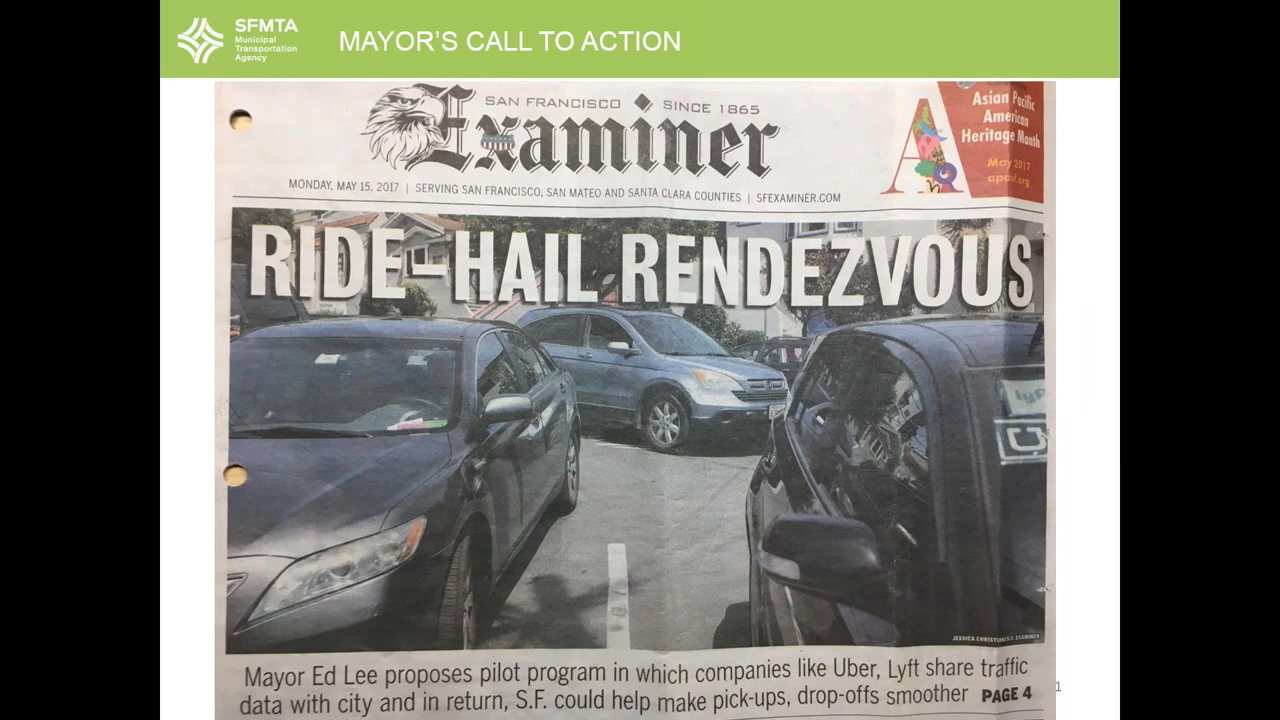 SFMTA
Municipal
Transportation
Agency
MAYOR'S CALL TO ACTION
SAN FRANCISCO ◆ SINCE 1865
Examiner
Asian Pacific
American
Heritage Month
May 2017
MONDAY, MAY 15, 2017 | SERVING SAN FRANCISCO, SAN MATEO AND SANTA CLARA COUNTIES | SFEXAMINER.COM
RIDE-HAIL RENDEZVOUS
U
JESSICA CHRISTIAN/S.F. EXAMINER
Mayor Ed Lee proposes pilot program in which companies like Uber, Lyft share traffic
data with city and in return, S.F. could help make pick-ups, drop-offs smoother PAGE 4
1